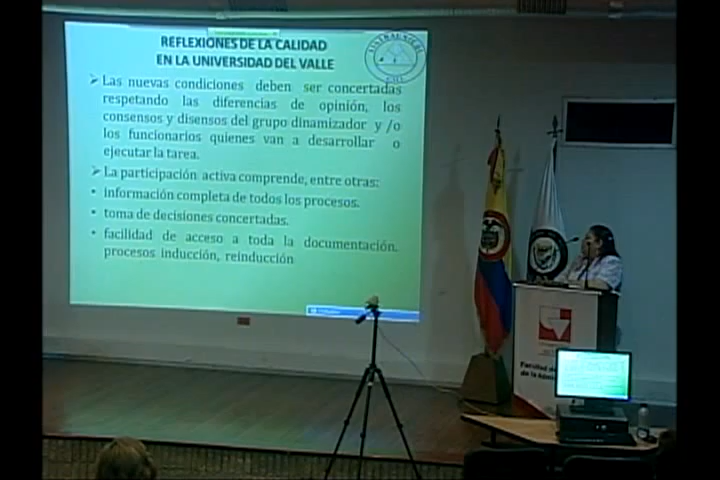 REFLEXIONES DE LA CALIDAD
EN LA UNIVERSIDAD DEL VALLE
➢ Las nuevas condiciones deben ser concertadas
respetando las diferencias de opinión, los
consensos y disensos del grupo dinamizador y /o
los funcionarios quienes van a desarrollar o
ejecutar la tarea.
➢ La participación activa comprende, entre otras:
• información completa de todos los procesos.
• toma de decisiones concertadas.
• facilidad de acceso a toda la documentación.
procesos inducción, reinducción
Facultad
de la